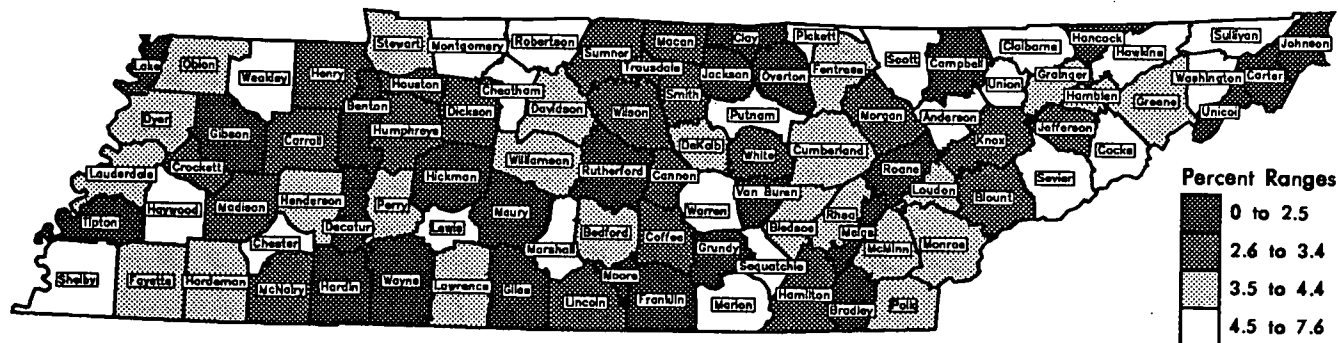 Stewart
Montgomery
Robertson
Sumner
Macon
Clay
Pickett
Scott
Claiborne
Hancock
Hawkins
Sullivan
Johnson
Lake
Obion
Weakley
Henry
Houston
Cheatham
Trousdale
Jackson
Overton
Fentress
Campbell
Union
Grainger
Hamblen
Greene
Washington
Carter
Unicoi
Dyer
Gibson
Carroll
Benton
Humphreys
Dickson
Davidson
Wilson
Smith
Putnam
Morgan
Anderson
Knox
Jefferson
Cocke
Sevier
Lauderdale
Crockett
Madison
Henderson
Perry
Hickman
Williamson
Rutherford
Cannon
DeKalb
White
Cumberland
Roane
Loudon
Blount
Tipton
Haywood
Chester
Decatur
Lewis
Maury
Marshall
Bedford
Coffee
Warren
Van Buren
Bledsoe
Rhea
Meigs
McMinn
Monroe
Shelby
Fayette
Hardeman
McNairy
Hardin
Wayne
Lawrence
Giles
Lincoln
Moore
Franklin
Grundy
Sequatchie
Marion
Hamilton
Bradley
Polk
Percent Ranges
0 to 2.5
2.6 to 3.4
3.5 to 4.4
4.5 to 7.6